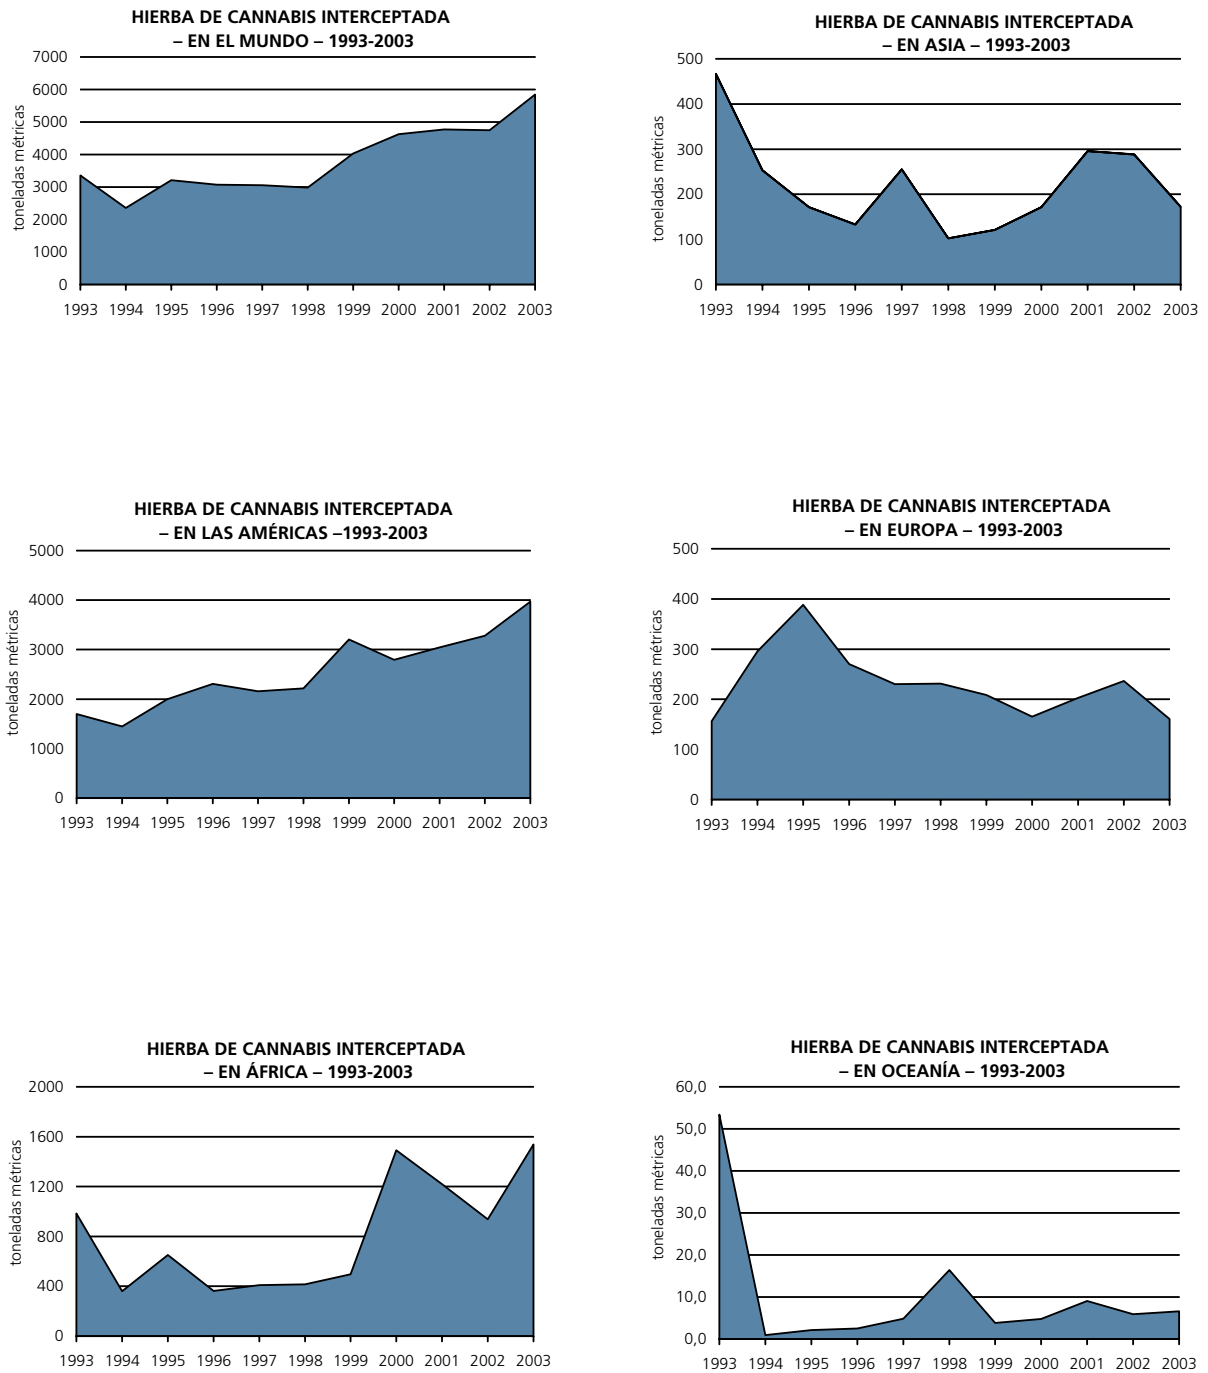 HIERBA DE CANNABIS INTERCEPTADA
– EN EL MUNDO – 1993-2003
toneladas métricas
7000
6000
5000
4000
3000
2000
1000
0
1993 1994 1995 1996 1997 1998 1999 2000 2001 2002 2003
HIERBA DE CANNABIS INTERCEPTADA
– EN ASIA – 1993-2003
toneladas métricas
500
400
300
200
100
0
1993 1994 1995 1996 1997 1998 1999 2000 2001 2002 2003
HIERBA DE CANNABIS INTERCEPTADA
– EN LAS AMÉRICAS –1993-2003
toneladas métricas
5000
4000
3000
2000
1000
0
1993 1994 1995 1996 1997 1998 1999 2000 2001 2002 2003
HIERBA DE CANNABIS INTERCEPTADA
– EN EUROPA – 1993-2003
toneladas métricas
500
400
300
200
100
0
1993 1994 1995 1996 1997 1998 1999 2000 2001 2002 2003
HIERBA DE CANNABIS INTERCEPTADA
– EN ÁFRICA – 1993-2003
toneladas métricas
2000
1600
1200
800
400
0
1993 1994 1995 1996 1997 1998 1999 2000 2001 2002 2003
HIERBA DE CANNABIS INTERCEPTADA
– EN OCEANÍA – 1993-2003
toneladas métricas
60,0
50,0
40,0
30,0
20,0
10,0
0,0
1993 1994 1995 1996 1997 1998 1999 2000 2001 2002 2003